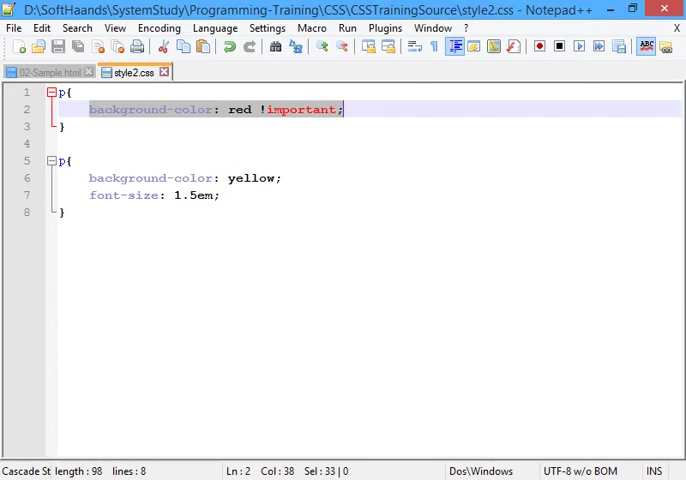 D:\SoftHaands\SystemStudy\Programming-Training\CSS\CSSTrainingSource\style2.css - Notepad++
File Edit Search View Encoding Language Settings Macro Run Plugins Window ?
02-Sample.html style2.css
1 p{
2 background-color: red !important;
3 }
4
5 p{
6 background-color: yellow;
7 font-size: 1.5em;
8 }
Cascade St length : 98 lines : 8 Ln : 2 Col : 38 Sel : 33 | 0 Dos\Windows UTF-8 w/o BOM INS